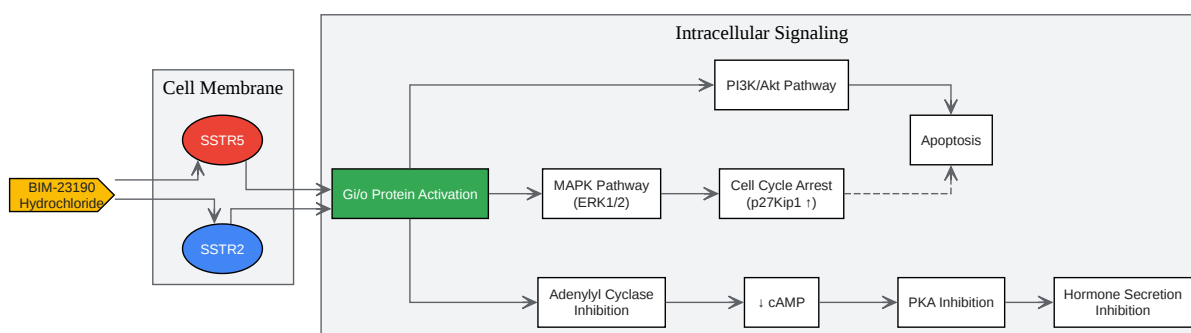 Intracellular Signaling
Cell Membrane
BIM-23190
Hydrochloride
SSTR5
SSTR2
Gi/o Protein Activation
PI3K/Akt Pathway
Apoptosis
MAPK Pathway
(ERK1/2)
Cell Cycle Arrest
(p27Kip1 ↑)
Adenylyl Cyclase
Inhibition
↓ cAMP
PKA Inhibition
Hormone Secretion
Inhibition